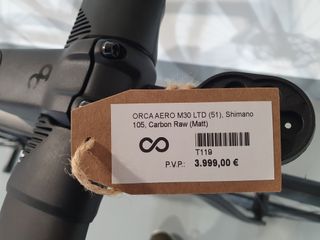 ORCA AERO M30 LTD (51), Shimano
105, Carbon Raw (Matt)
T119
P.V.P.: 3.999,00 €